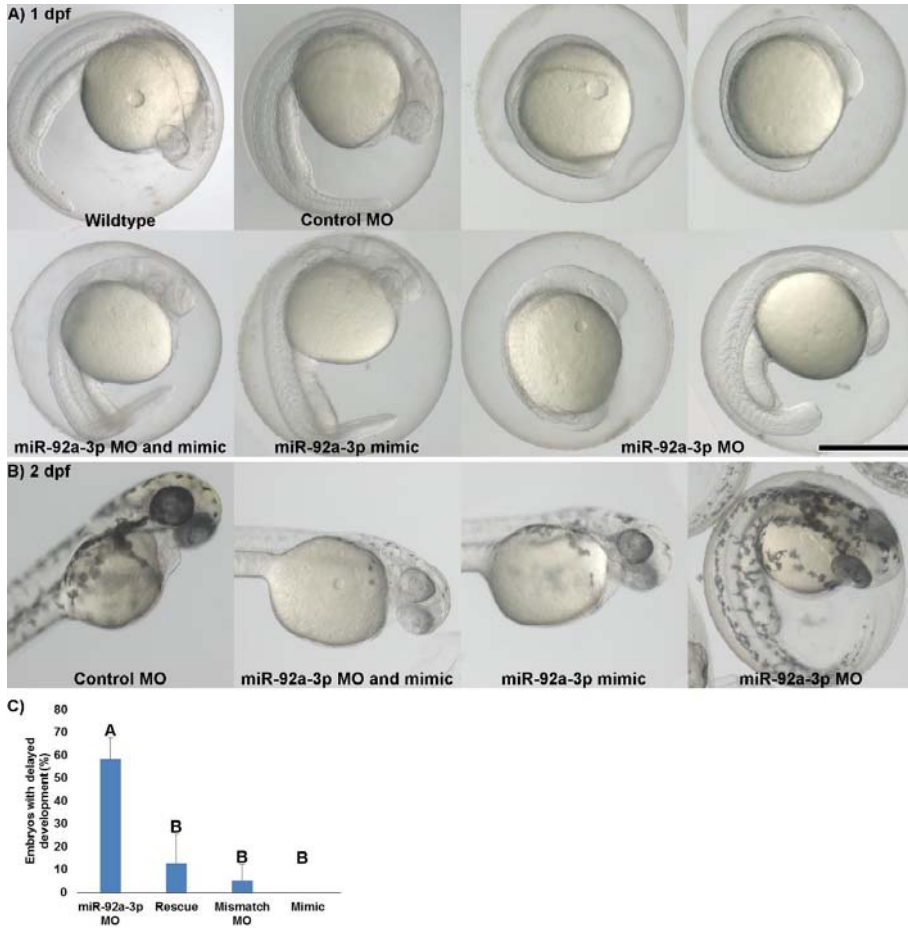 A) 1 dpf
Wildtype
Control MO
miR-92a-3p MO and mimic
miR-92a-3p mimic
miR-92a-3p MO
B) 2 dpf
Control MO
miR-92a-3p MO and mimic
miR-92a-3p mimic
miR-92a-3p MO
C)
Embryos with delayed
development (%)
80
70
60
50
40
30
20
10
0
A
B
B
B
miR-92a-3p
MO
Rescue
Mismatch
MO
Mimic